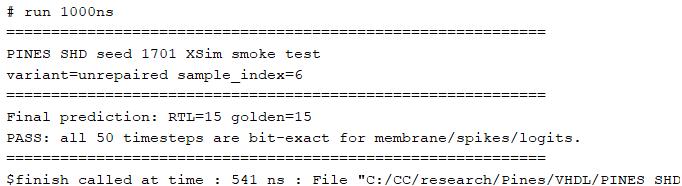 # run 1000ns
============================================================
PINES SHD seed 1701 XSim smoke test
variant=unrepaired sample_index=6
============================================================
Final prediction: RTL=15 golden=15
PASS: all 50 timesteps are bit-exact for membrane/spikes/logits.
============================================================
$finish called at time : 541 ns : File "C:/CC/research/Pines/VHDL/PINES SHD